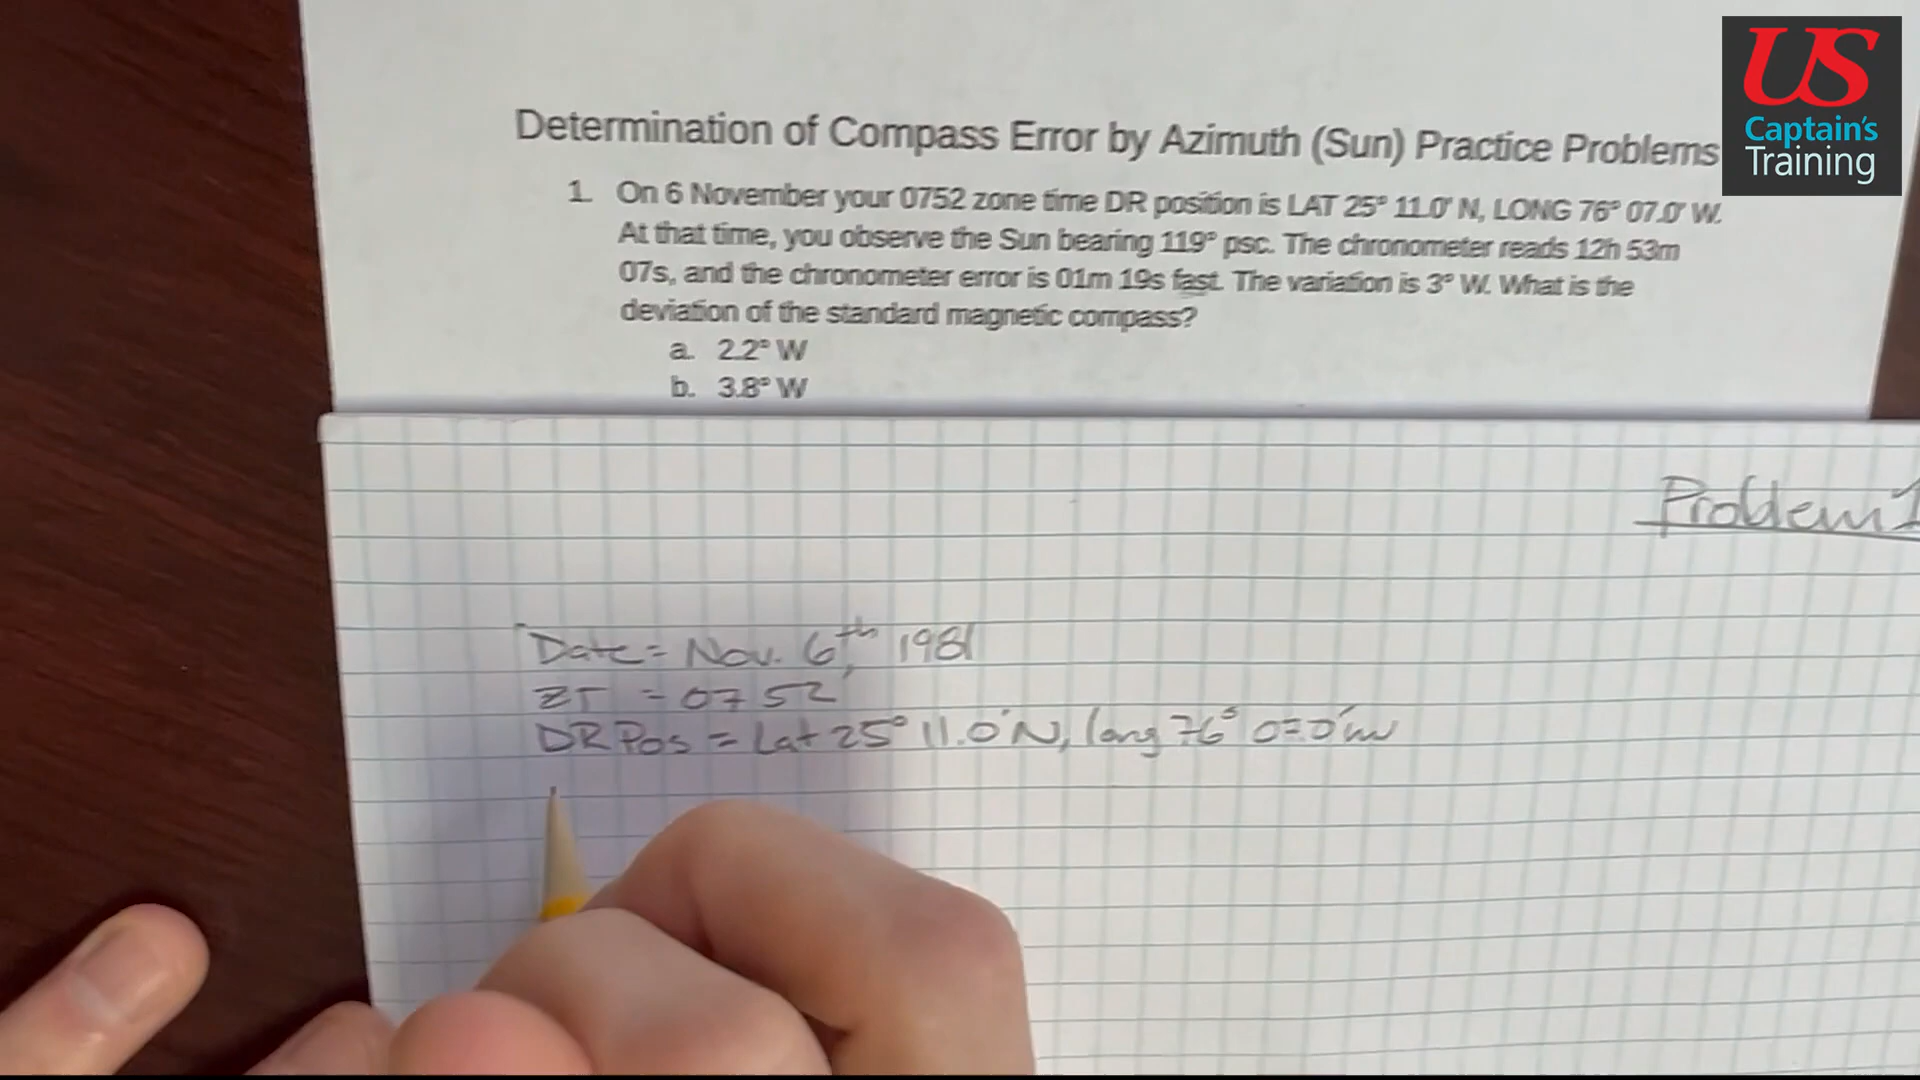 US
Captain's
Training
Determination of Compass Error by Azimuth (Sun) Practice Problems
1. On 6 November your 0752 zone time DR position is LAT 25° 11.0' N, LONG 76° 07.0' W.
At that time, you observe the Sun bearing 119° psc. The chronometer reads 12h 53m
07s, and the chronometer error is 01m 19s fast. The variation is 3° W. What is the
deviation of the standard magnetic compass?
a. 2.2° W
b. 3.8° W
Problem 1
Date = Nov. 6th, 1981
ZT = 0752
DR Pos = Lat 25° 11.0' N, long 76° 07.0' W